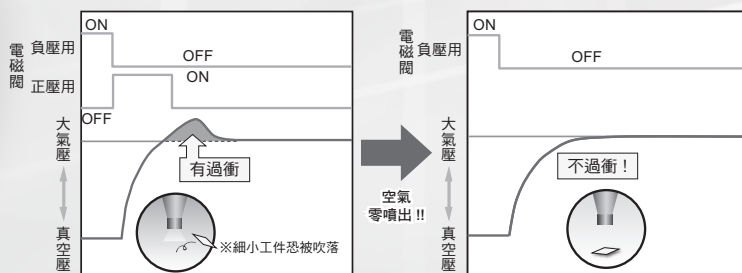 電磁閥
負壓用
正壓用
ON
OFF
ON
OFF
大氣壓
真空壓
有過衝
※細小工件恐被吹落
空氣
零噴出 !!
電磁閥
負壓用
ON
OFF
大氣壓
真空壓
不過衝！